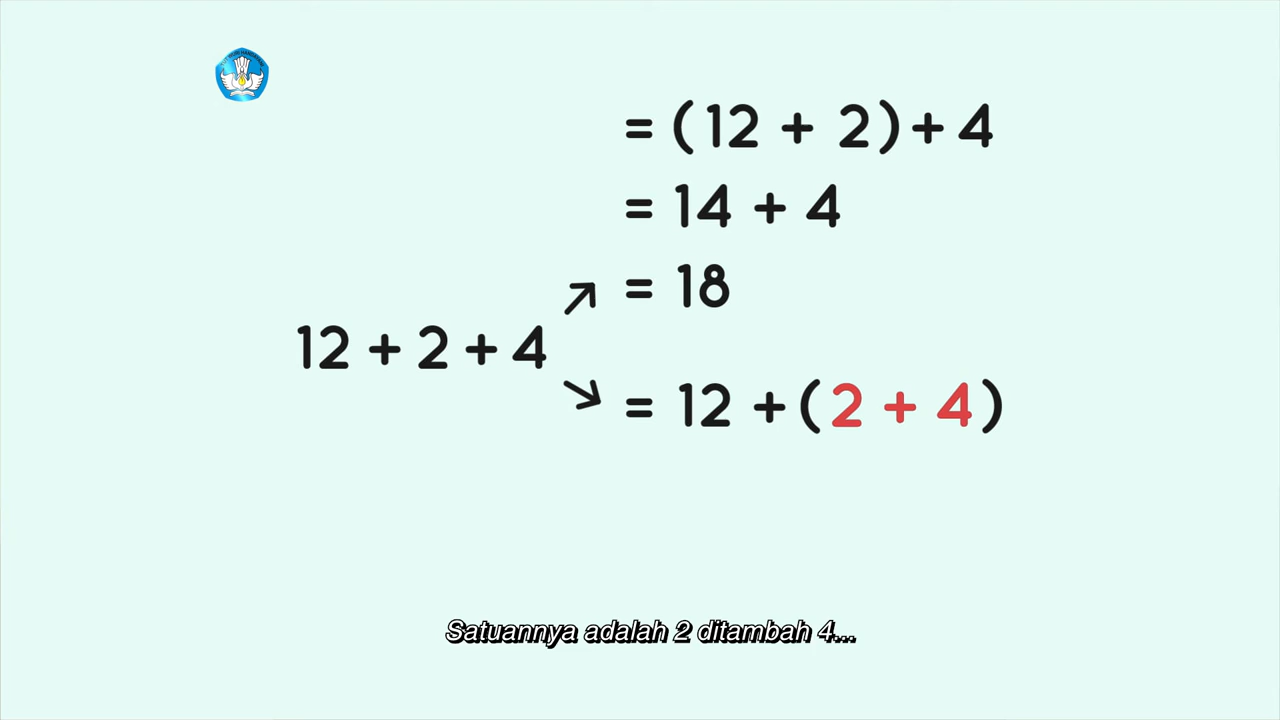 = (12 + 2) + 4
= 14 + 4
= 18
12 + 2 + 4
= 12 + (2 + 4)
Satuannya adalah 2 ditambah 4...